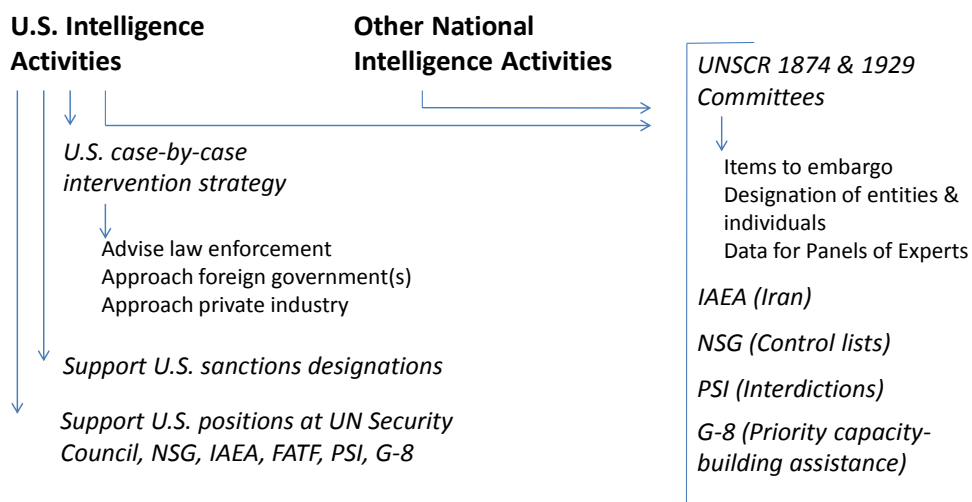 U.S. Intelligence
Activities
Other National
Intelligence Activities
U.S. case-by-case
intervention strategy
Advise law enforcement
Approach foreign government(s)
Approach private industry
Support U.S. sanctions designations
Support U.S. positions at UN Security
Council, NSG, IAEA, FATF, PSI, G-8
UNSCR 1874 & 1929
Committees
Items to embargo
Designation of entities &
individuals
Data for Panels of Experts
IAEA (Iran)
NSG (Control lists)
PSI (Interdictions)
G-8 (Priority capacity-
building assistance)